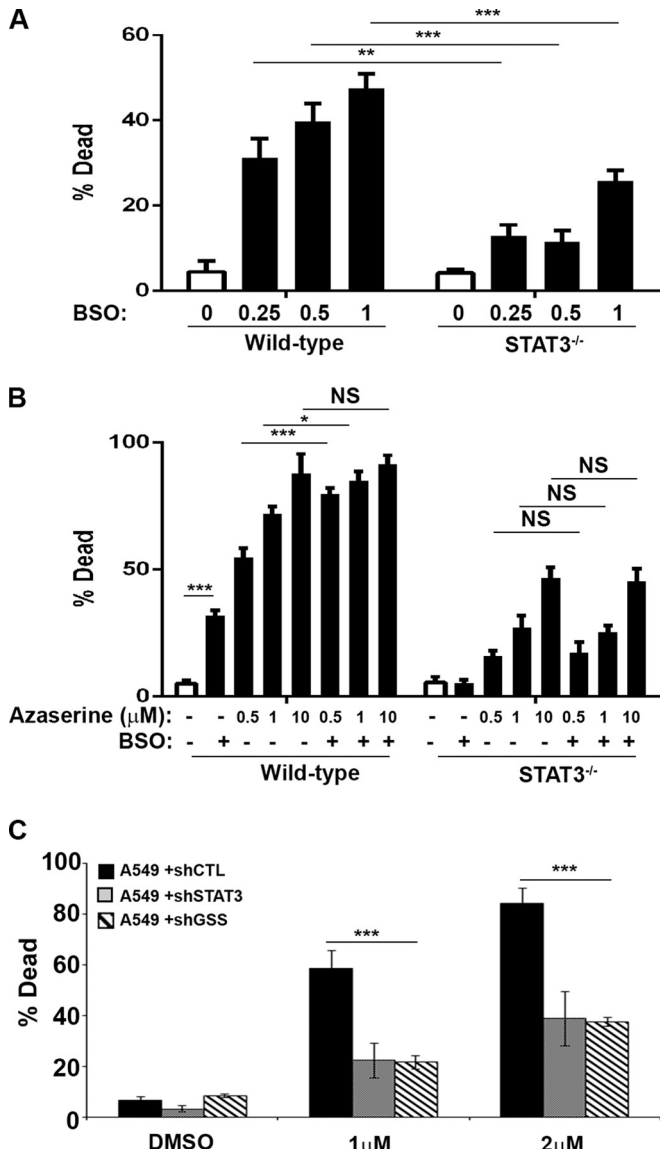 A
*** 
***
**
60
40
20
0
% Dead
BSO: 0 0.25 0.5 1 0 0.25 0.5 1
Wild-type STAT3-/-
B
NS
*
***
***
NS
NS
NS
100
50
0
% Dead
Azaserine (µM): - - 0.5 1 10 0.5 1 10 - - 0.5 1 10 0.5 1 10
BSO: - + - - - + + + - + - - - + + +
Wild-type STAT3-/-
C
100
80
60
40
20
0
% Dead
A549 +shCTL
A549 +shSTAT3
A549 +shGSS
***
***
DMSO 1µM 2µM